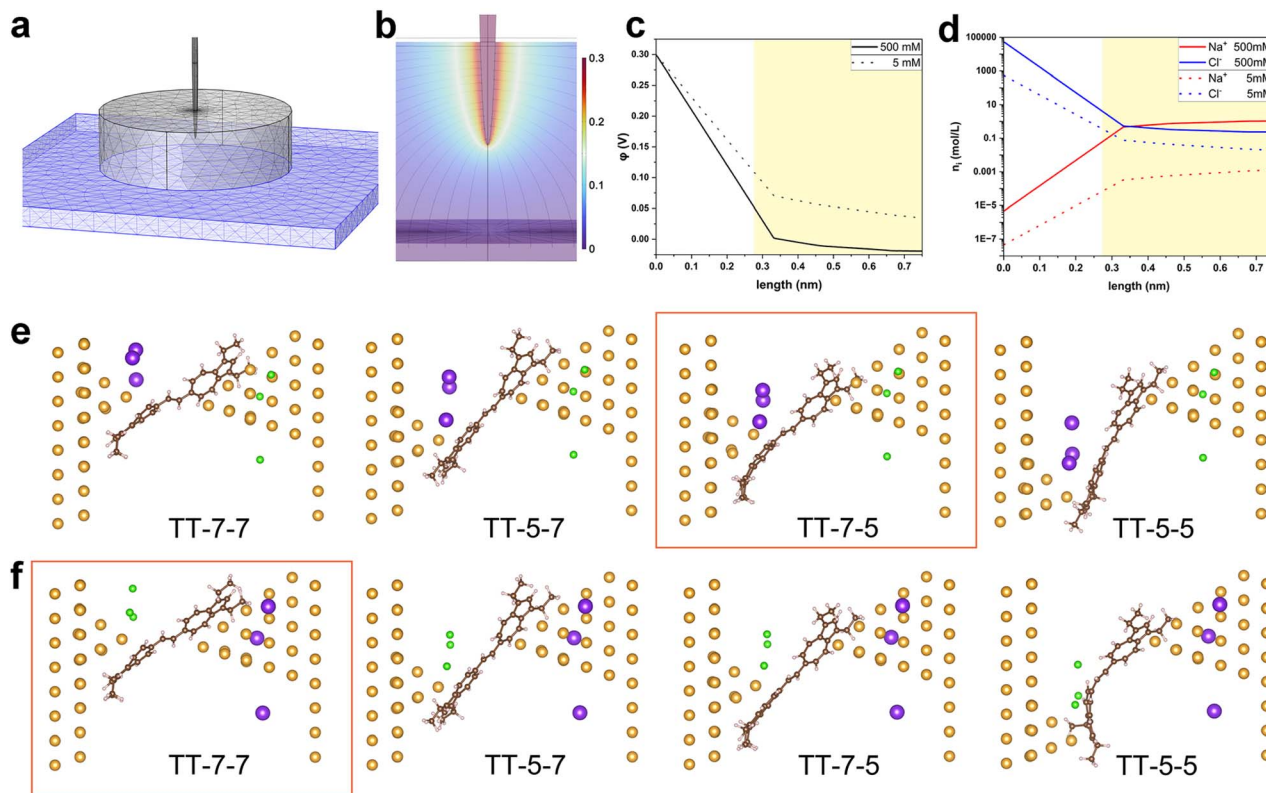 a
b
0.3
0.2
0.1
0
c
500 mM
5 mM
0.30
0.25
0.20
0.15
0.10
0.05
0.00
φ (V)
0.0 0.1 0.2 0.3 0.4 0.5 0.6 0.7
length (nm)
d
Na⁺ 500mM
Cl⁻ 500mM
Na⁺ 5mM
Cl⁻ 5mM
100000
1000
10
0.1
0.001
1E-5
1E-7
nᵢ (mol/L)
0.0 0.1 0.2 0.3 0.4 0.5 0.6 0.7
length (nm)
e
TT-7-7
TT-5-7
TT-7-5
TT-5-5
f
TT-7-7
TT-5-7
TT-7-5
TT-5-5